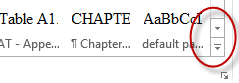 Table A1. CHAPTE AaBbCcI
AT - Appe... ¶ Chapter... default pa...